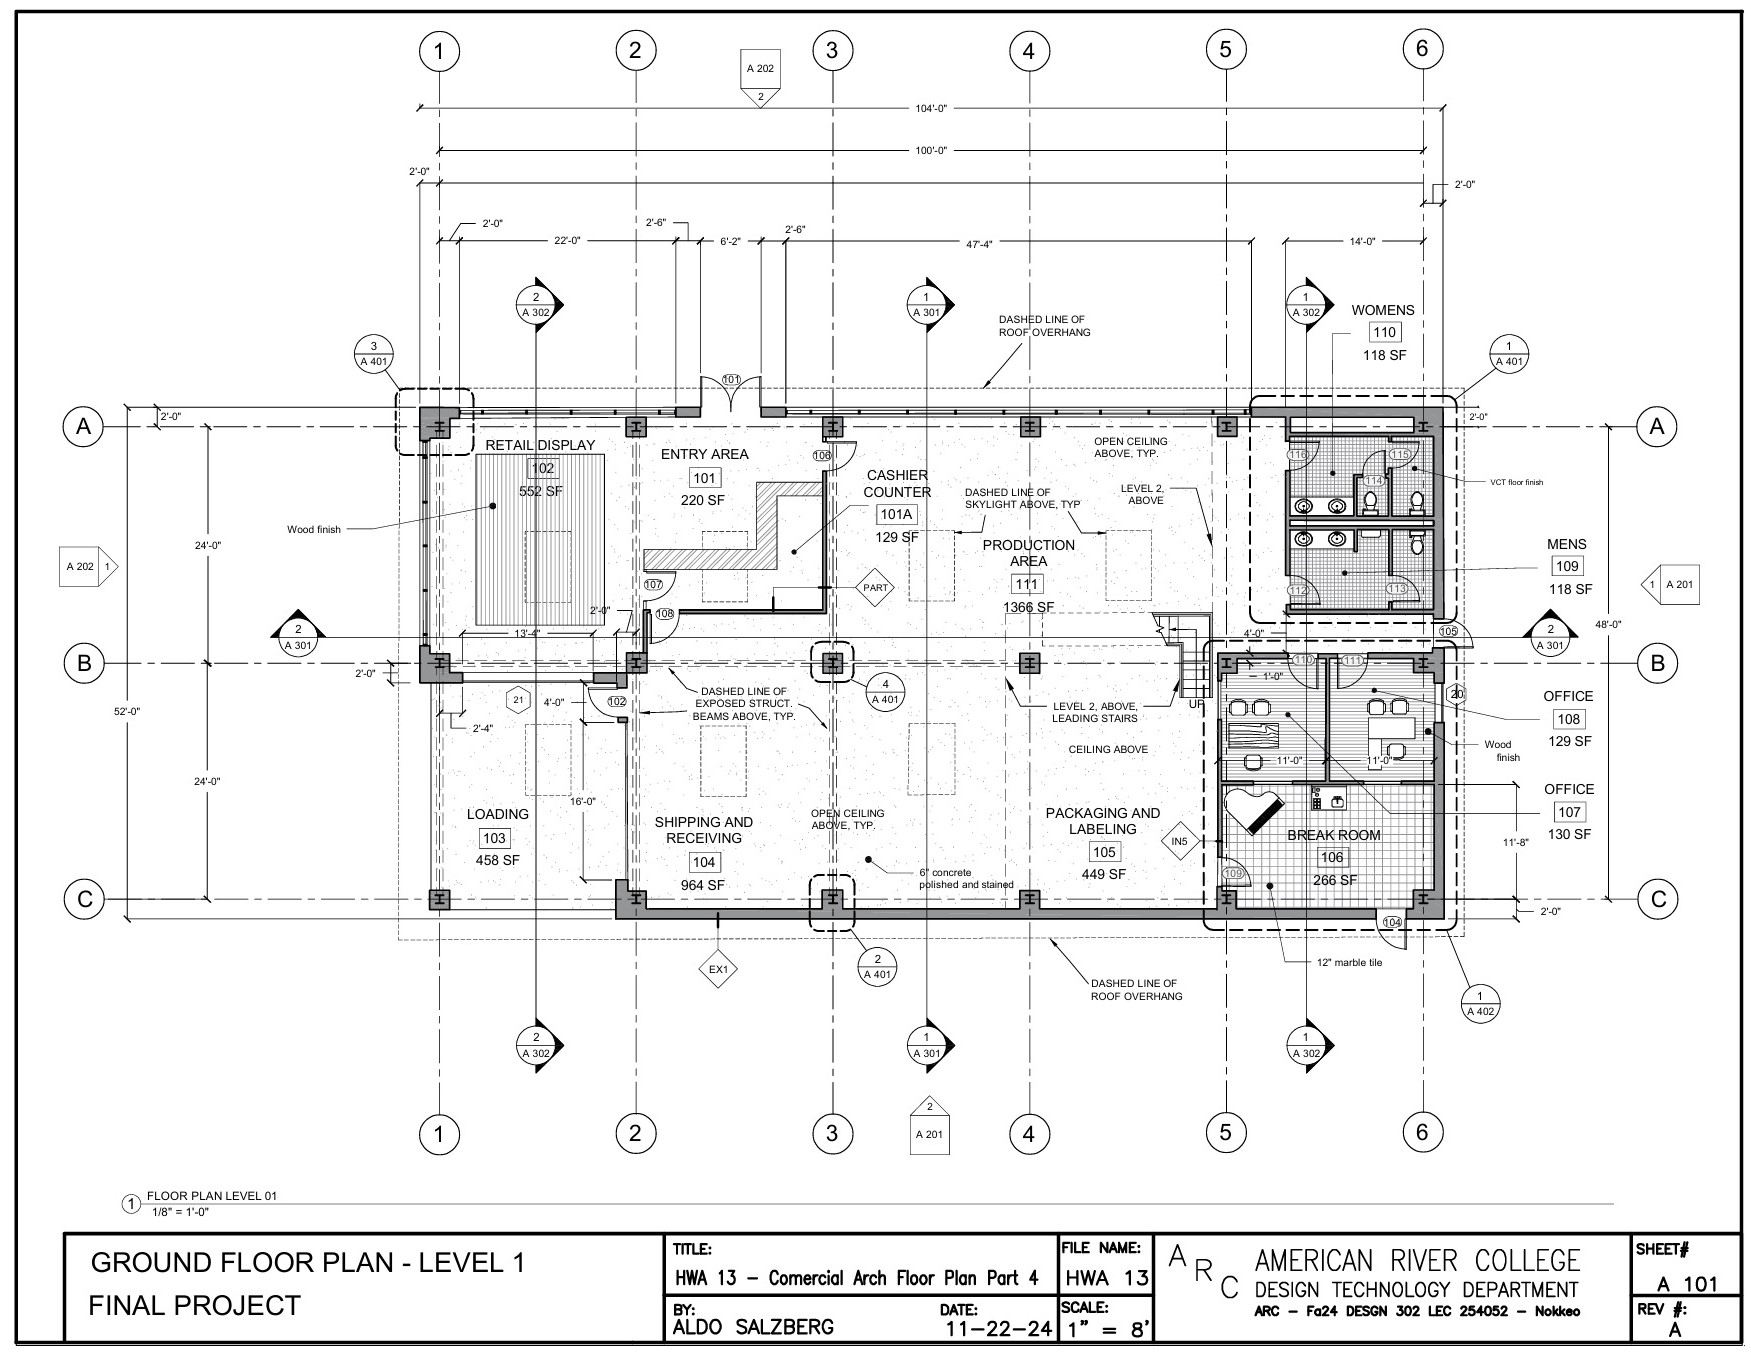 1
2
3
4
5
6
A 202
2
104'-0"
100'-0"
2'-0"
2'-0"
2'-0"
22'-0"
2'-6"
6'-2"
2'-6"
47'-4"
14'-0"
2
A 302
1
A 301
1
A 302
DASHED LINE OF
ROOF OVERHANG
WOMENS
110
118 SF
3
A 401
1
A 401
101
A
2'-0"
2'-0"
A
RETAIL DISPLAY
102
552 SF
ENTRY AREA
101
220 SF
106
CASHIER
COUNTER
101A
129 SF
OPEN CEILING
ABOVE, TYP.
116
115
114
VCT floor finish
DASHED LINE OF
SKYLIGHT ABOVE, TYP
LEVEL 2,
ABOVE
Wood finish
PRODUCTION
AREA
111
1366 SF
24'-0"
A 202
1
107
108
PART
112
113
MENS
109
118 SF
1
A 201
48'-0"
2
A 301
13'-4"
2'-0"
4'-0"
105
2
A 301
B
B
2'-0"
21
4'-0"
102
DASHED LINE OF
EXPOSED STRUCT.
BEAMS ABOVE, TYP.
4
A 401
LEVEL 2, ABOVE,
LEADING STAIRS
UP
1'-0"
110
111
20
OFFICE
108
129 SF
52'-0"
2'-4"
CEILING ABOVE
Wood
finish
11'-0"
11'-0"
24'-0"
16'-0"
LOADING
103
458 SF
SHIPPING AND
RECEIVING
104
964 SF
OPEN CEILING
ABOVE, TYP.
PACKAGING AND
LABELING
105
449 SF
IN5
BREAK ROOM
106
266 SF
OFFICE
107
130 SF
11'-8"
6" concrete
polished and stained
109
C
C
2'-0"
104
EX1
2
A 401
12" marble tile
DASHED LINE OF
ROOF OVERHANG
1
A 402
2
A 302
1
A 301
1
A 302
2
A 201
1
2
3
4
5
6
1
FLOOR PLAN LEVEL 01
1/8" = 1'-0"
GROUND FLOOR PLAN - LEVEL 1
FINAL PROJECT
TITLE:
HWA 13 - Comercial Arch Floor Plan Part 4
BY:
ALDO SALZBERG
DATE:
11-22-24
FILE NAME:
HWA 13
SCALE:
1" = 8'
ARC
AMERICAN RIVER COLLEGE
DESIGN TECHNOLOGY DEPARTMENT
ARC - Fa24 DESGN 302 LEC 254052 - Nokkeo
SHEET#
A 101
REV #:
A